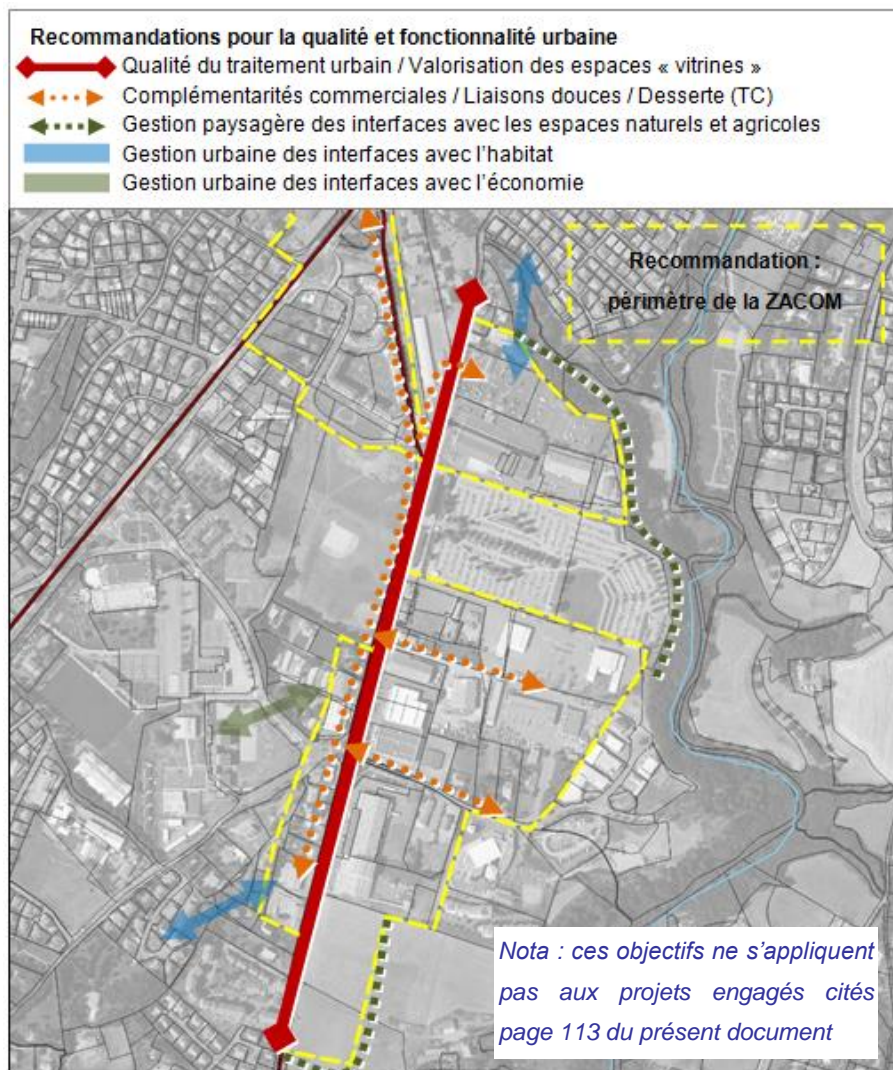 Recommandations pour la qualité et fonctionnalité urbaine
Qualité du traitement urbain / Valorisation des espaces « vitrines »
Complémentarités commerciales / Liaisons douces / Desserte (TC)
Gestion paysagère des interfaces avec les espaces naturels et agricoles
Gestion urbaine des interfaces avec l'habitat
Gestion urbaine des interfaces avec l'économie
Recommandation :
périmètre de la ZACOM
Nota : ces objectifs ne s'appliquent
pas aux projets engagés cités
page 113 du présent document